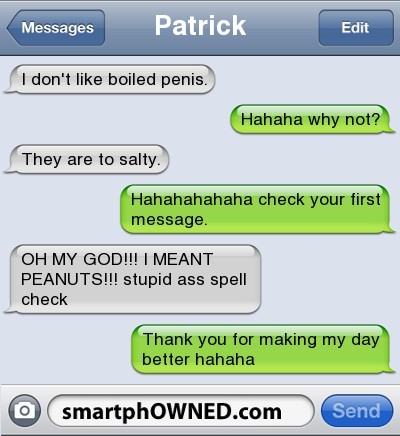 Messages
Patrick
Edit
I don't like boiled penis.
Hahaha why not?
They are to salty.
Hahahahahaha check your first
message.
OH MY GOD!!! I MEANT
PEANUTS!!! stupid ass spell
check
Thank you for making my day
better hahaha
smartphOWNED.com
Send